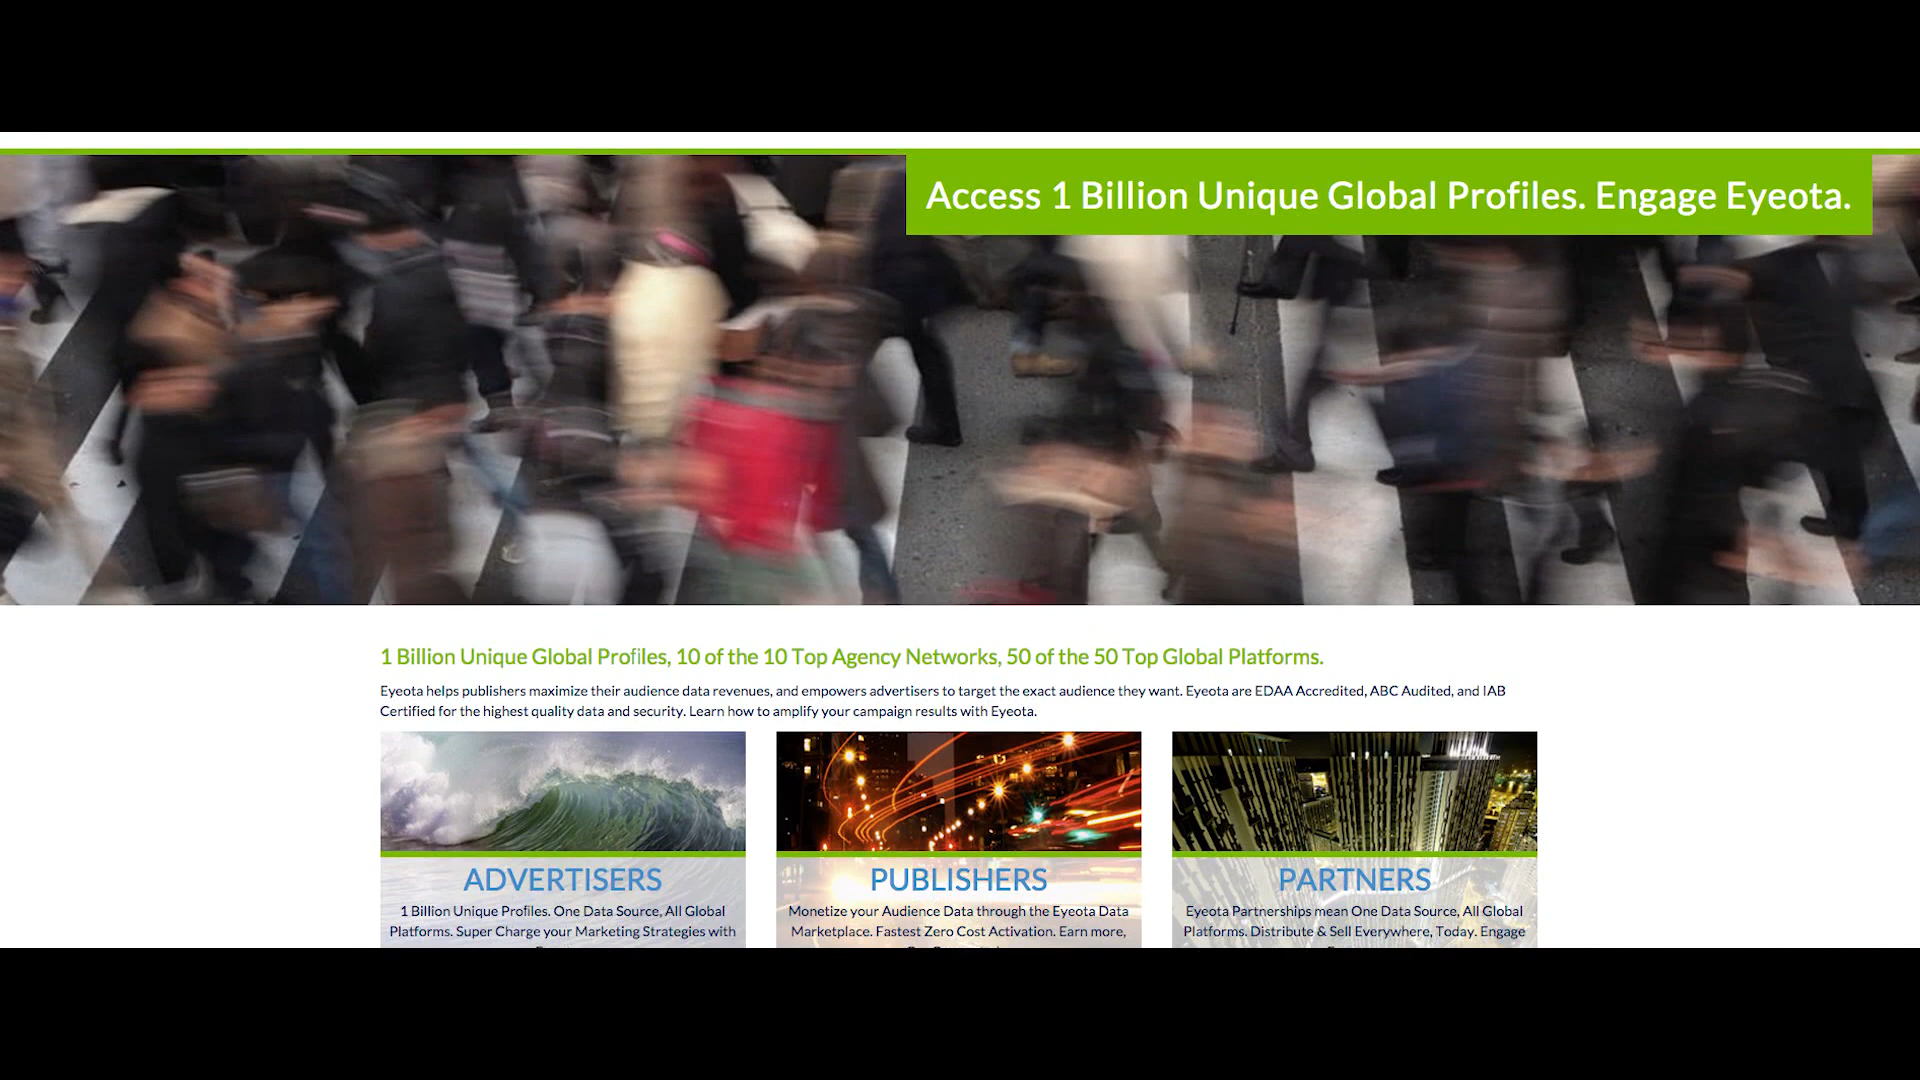 Access 1 Billion Unique Global Profiles. Engage Eyeota.
1 Billion Unique Global Profiles, 10 of the 10 Top Agency Networks, 50 of the 50 Top Global Platforms.
Eyeota helps publishers maximize their audience data revenues, and empowers advertisers to target the exact audience they want. Eyeota are EDAA Accredited, ABC Audited, and IAB
Certified for the highest quality data and security. Learn how to amplify your campaign results with Eyeota.
ADVERTISERS
1 Billion Unique Profiles. One Data Source, All Global
Platforms. Super Charge your Marketing Strategies with
PUBLISHERS
Monetize your Audience Data through the Eyeota Data
Marketplace. Fastest Zero Cost Activation. Earn more,
PARTNERS
Eyeota Partnerships mean One Data Source, All Global
Platforms. Distribute & Sell Everywhere, Today. Engage